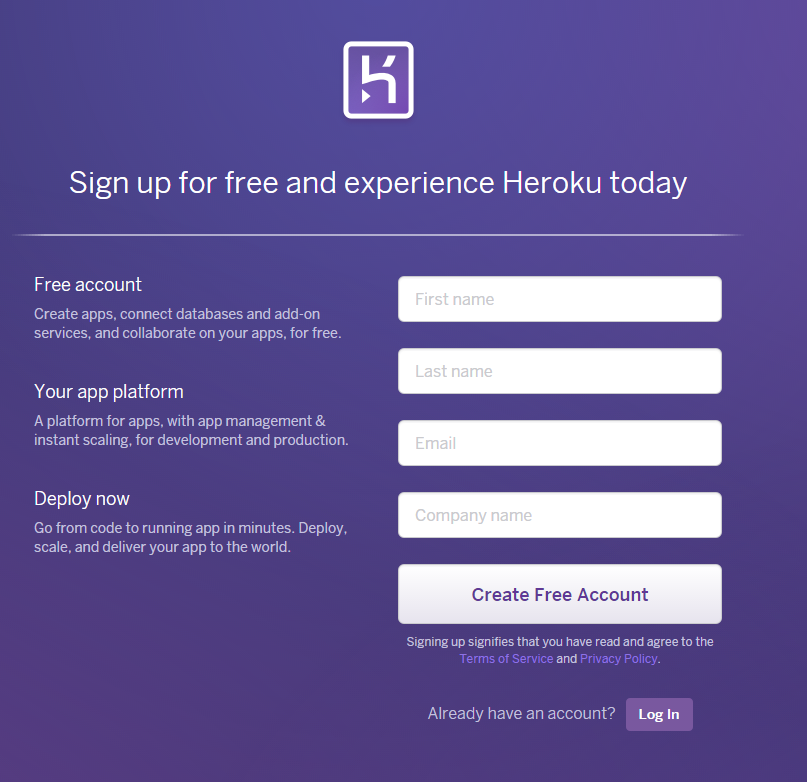 Sign up for free and experience Heroku today
Free account
Create apps, connect databases and add-on
services, and collaborate on your apps, for free.
Your app platform
A platform for apps, with app management &
instant scaling, for development and production.
Deploy now
Go from code to running app in minutes. Deploy,
scale, and deliver your app to the world.
First name
Last name
Email
Company name
Create Free Account
Signing up signifies that you have read and agree to the
Terms of Service and Privacy Policy.
Already have an account? Log In